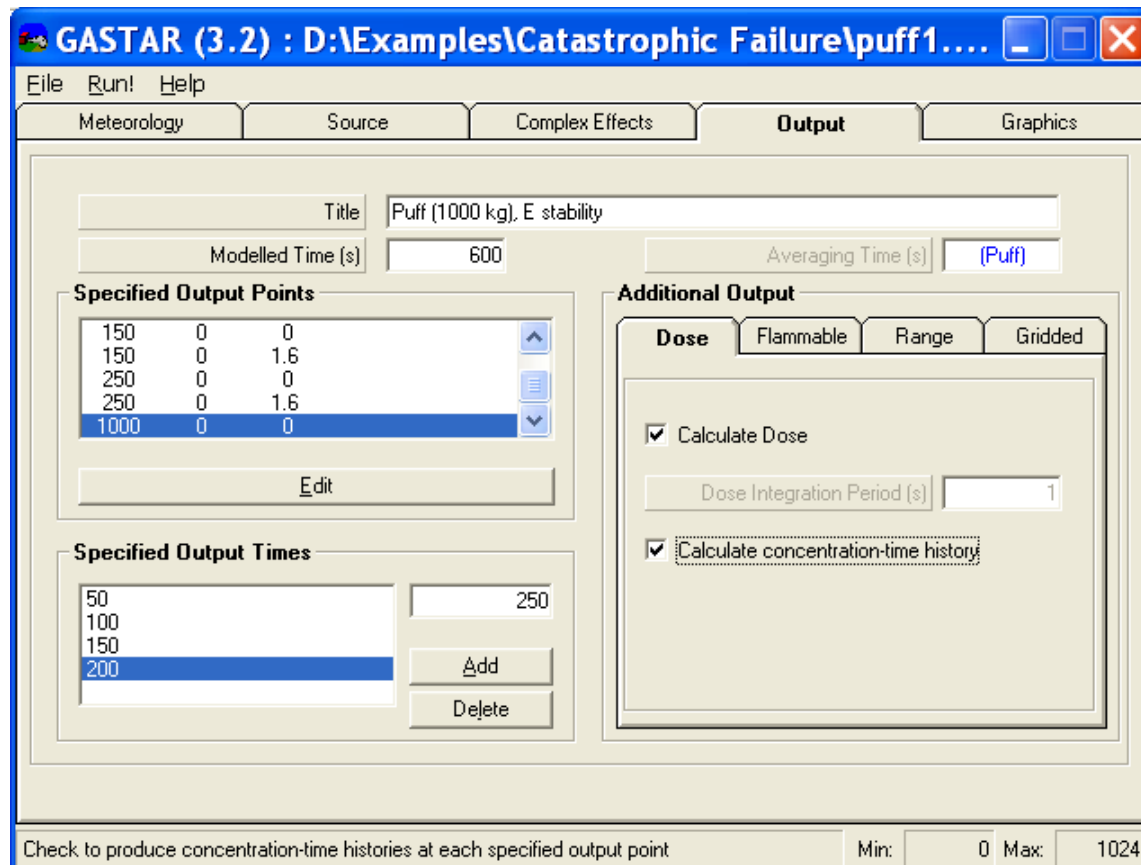 GASTAR (3.2) : D:\Examples\Catastrophic Failure\puff1....
File Run! Help
Meteorology Source Complex Effects Output Graphics
Title Puff (1000 kg), E stability
Modelled Time (s) 600 Averaging Time (s) (Puff)
Specified Output Points
150 0 0
150 0 1.6
250 0 0
250 0 1.6
1000 0 0
Edit
Specified Output Times
50
100
150
200
250
Add
Delete
Additional Output
Dose Flammable Range Gridded
Calculate Dose
Dose Integration Period (s) 1
Calculate concentration-time history
Check to produce concentration-time histories at each specified output point Min: 0 Max: 1024